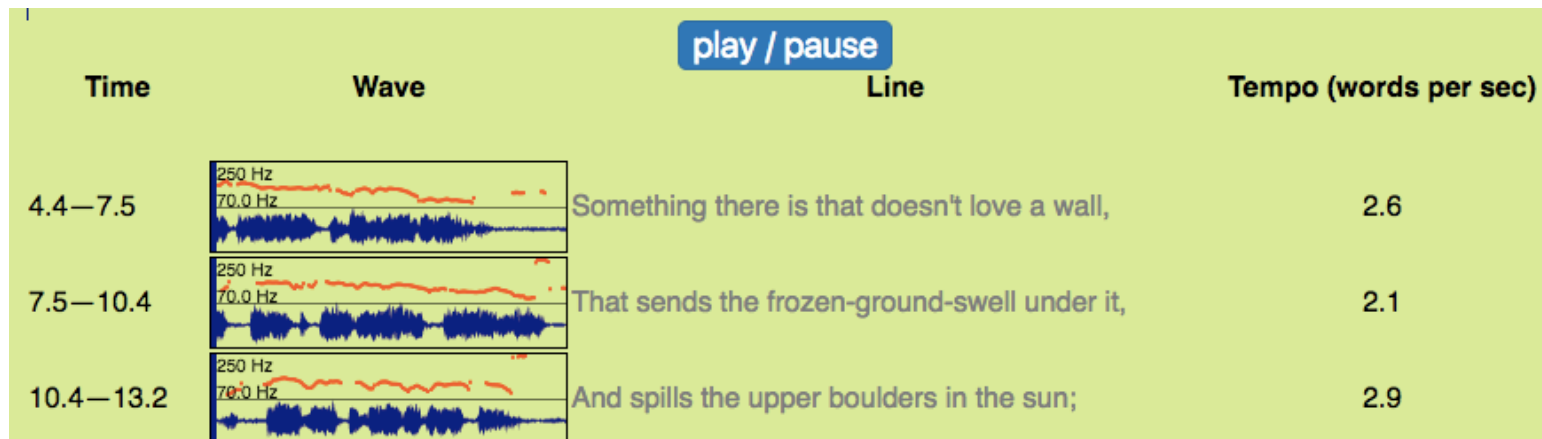 play / pause
Time Wave Line Tempo (words per sec)
250 Hz
4.4—7.5 70.0 Hz Something there is that doesn't love a wall, 2.6
250 Hz
7.5—10.4 70.0 Hz That sends the frozen-ground-swell under it, 2.1
250 Hz
10.4—13.2 70.0 Hz And spills the upper boulders in the sun; 2.9